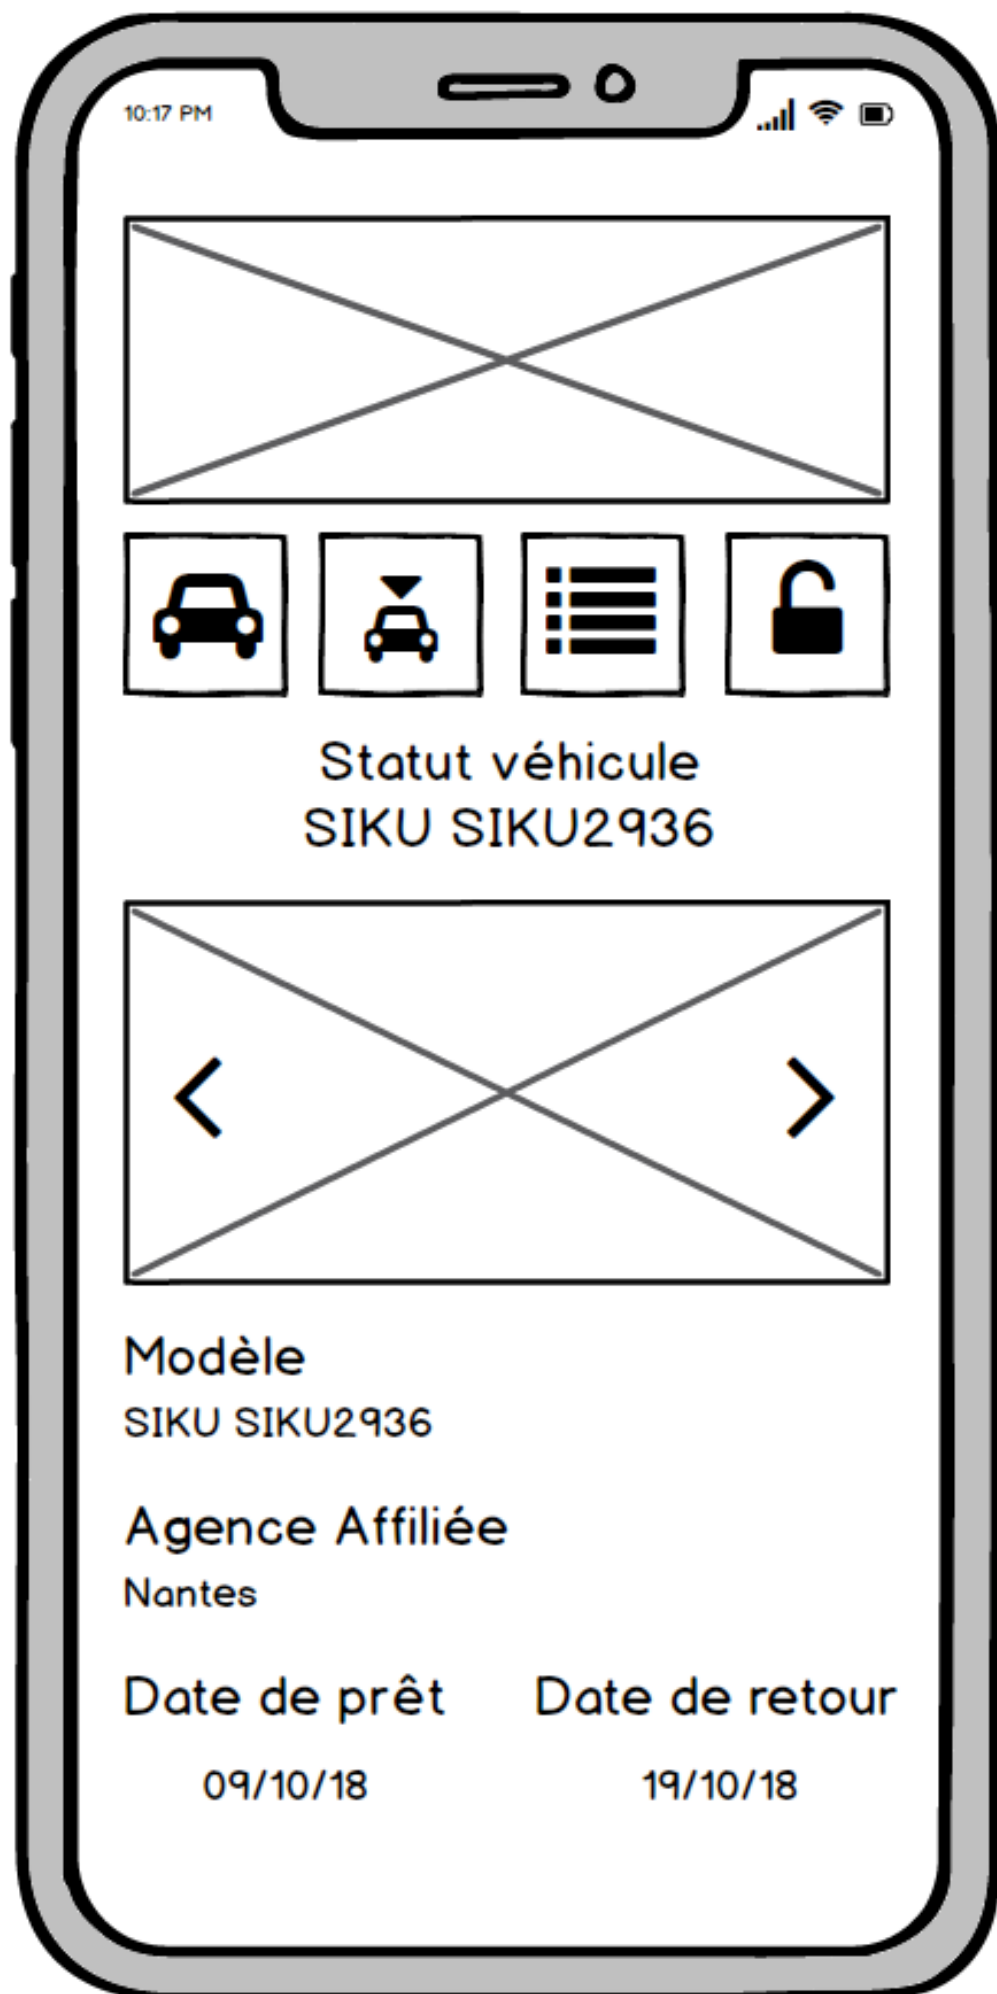 10:17 PM
Statut véhicule
SIKU SIKU2936
Modèle
SIKU SIKU2936
Agence Affiliée
Nantes
Date de prêt
Date de retour
09/10/18
19/10/18